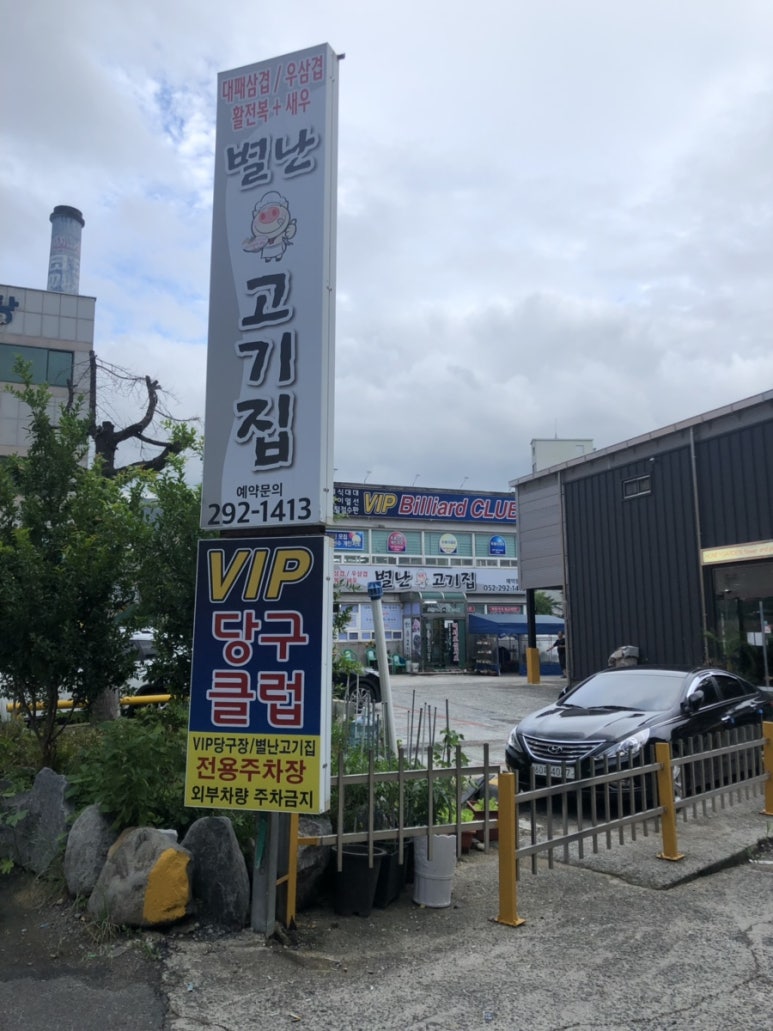 대패삼겹 / 우삼겹
활전복 + 새우
별난
고기집
예약문의
292-1413
VIP
당구
클럽
VIP당구장/별난고기집
전용주차장
외부차량 주차금지
VIP Billiard CLUB
별난 고기집